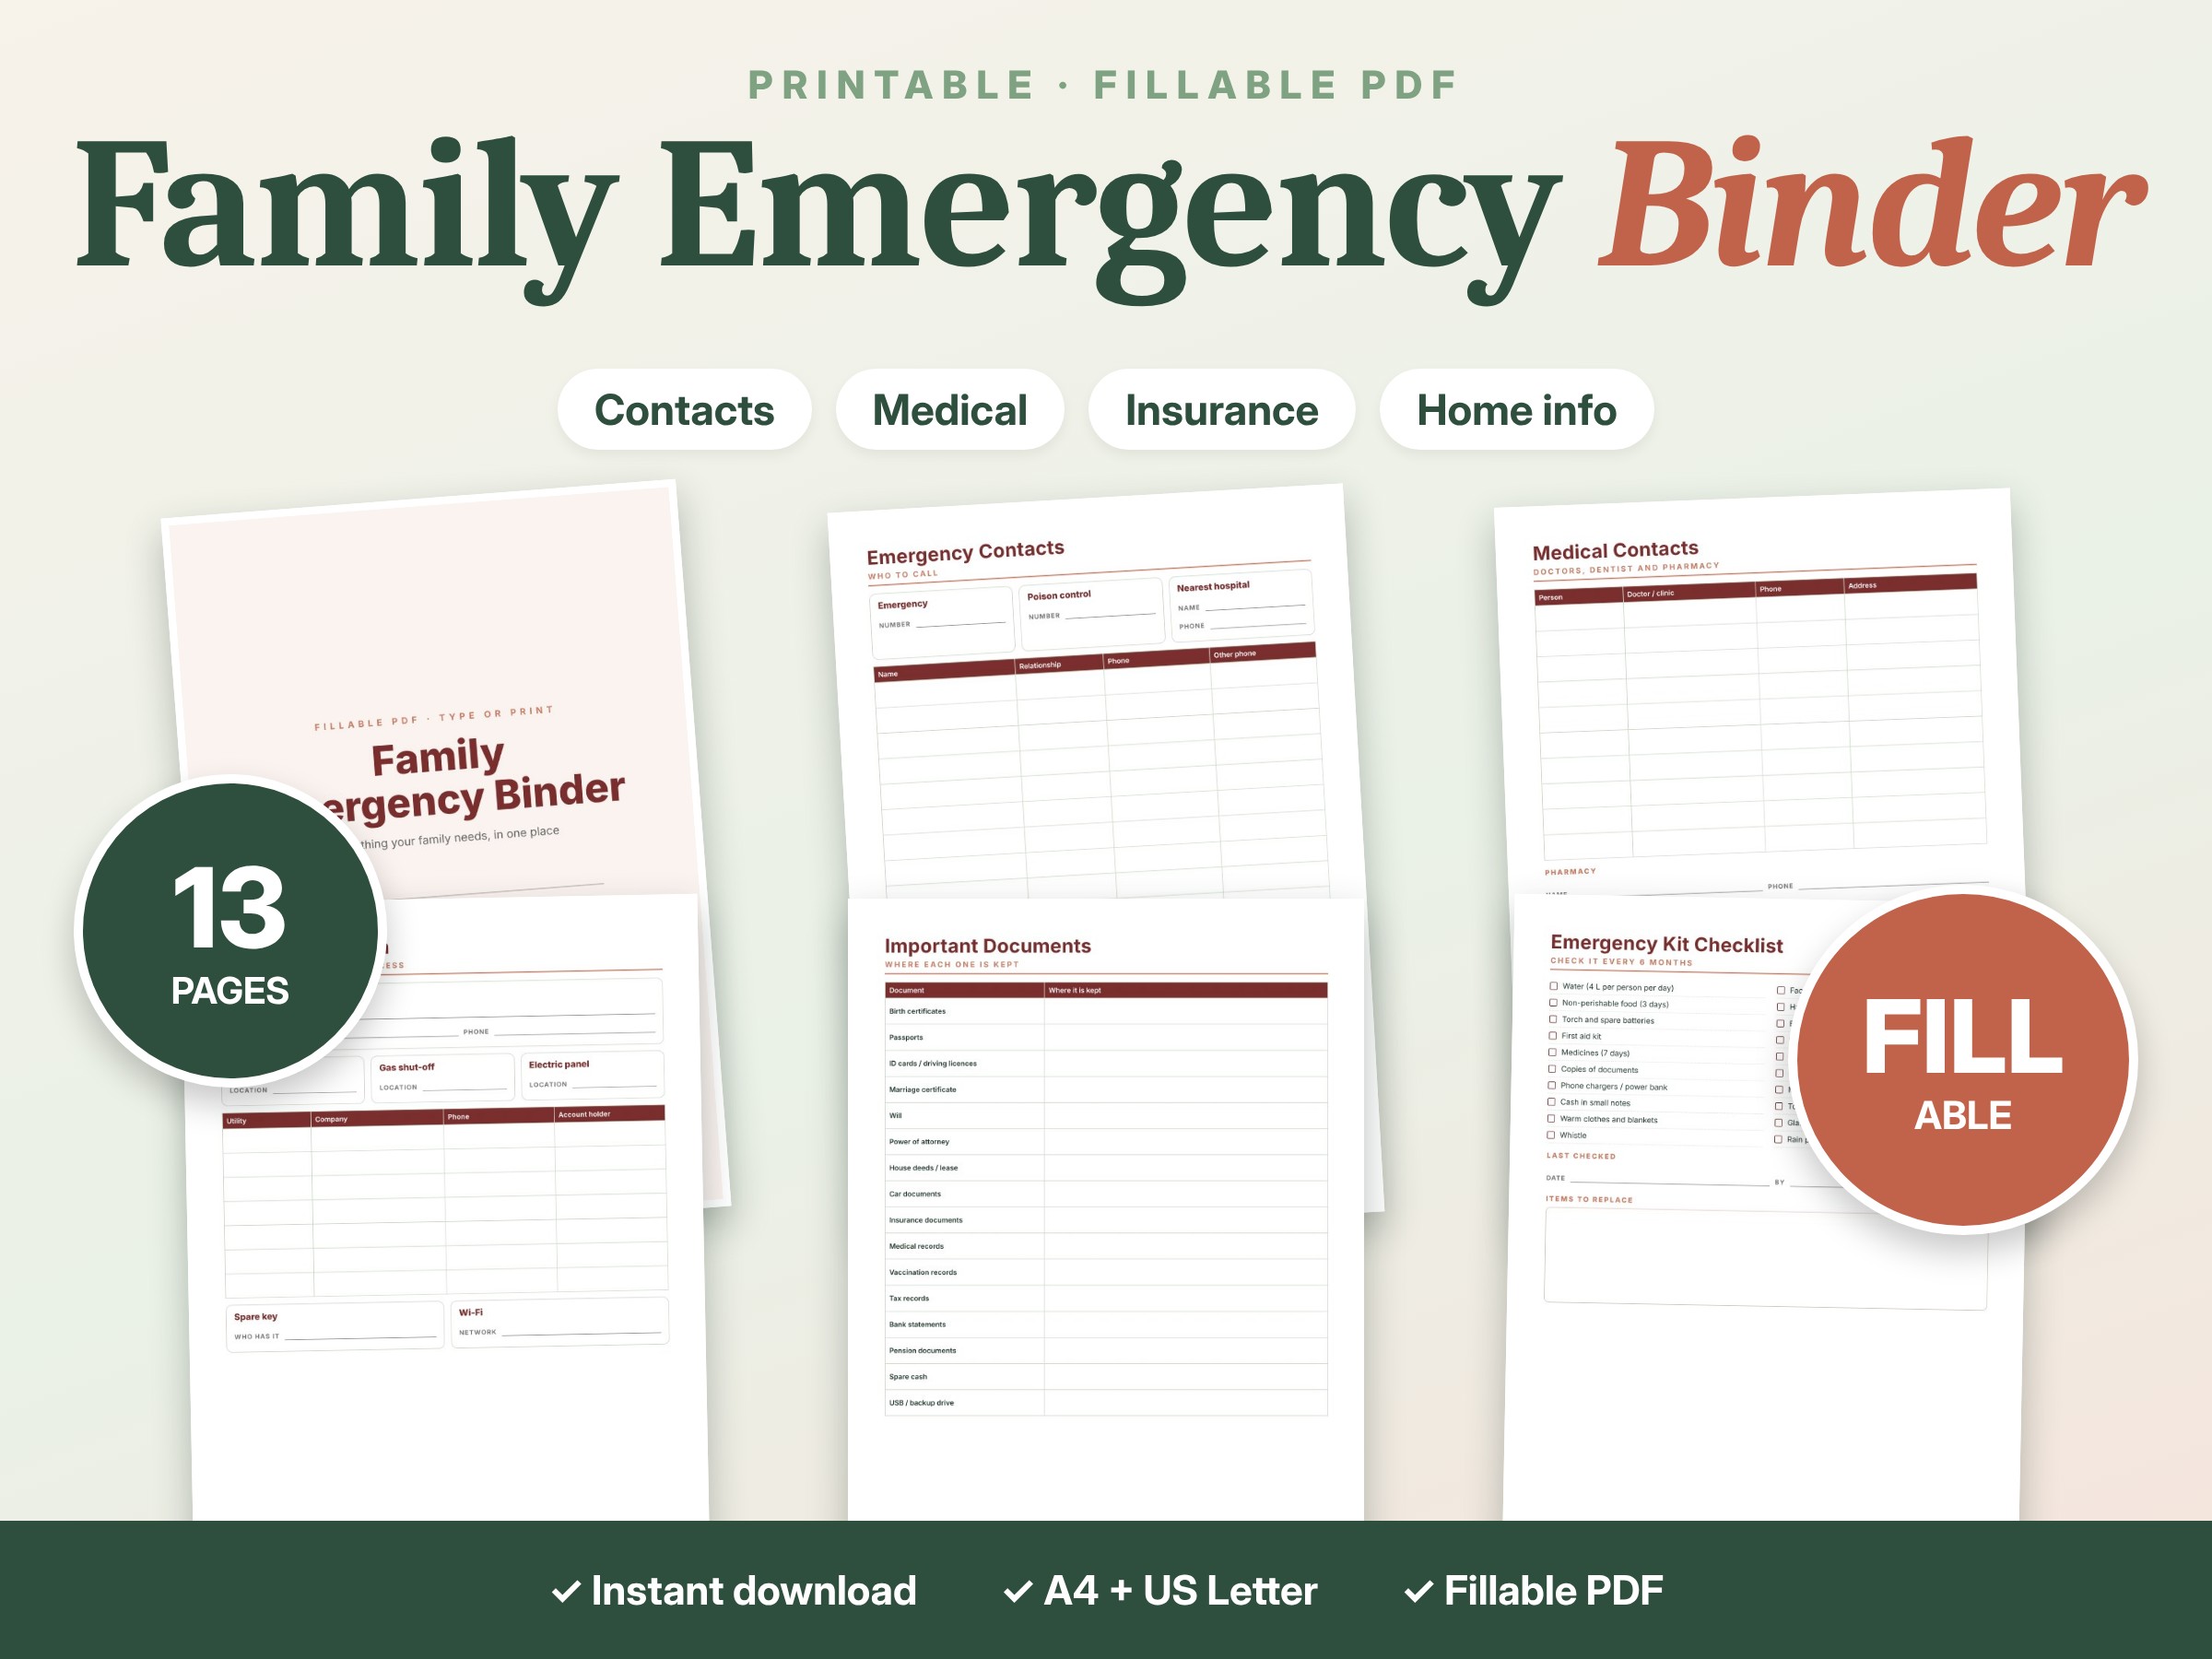 PRINTABLE · FILLABLE PDF
Family Emergency Binder
Contacts
Medical
Insurance
Home info
FILLABLE PDF · TYPE OR PRINT
Family
ergency Binder
thing your family needs, in one place
13
PAGES
Emergency Contacts
WHO TO CALL
Emergency
NUMBER
Poison control
NUMBER
Nearest hospital
NAME
PHONE
Name Relationship Phone Other phone
Medical Contacts
DOCTORS, DENTIST AND PHARMACY
Person Doctor / clinic Phone Address
PHARMACY
PHONE
PHONE
LOCATION
Gas shut-off
LOCATION
Electric panel
LOCATION
Utility Company Phone Account holder
Spare key
WHO HAS IT
Wi-Fi
NETWORK
Important Documents
WHERE EACH ONE IS KEPT
Document Where it is kept
Birth certificates
Passports
ID cards / driving licences
Marriage certificate
Will
Power of attorney
House deeds / lease
Car documents
Insurance documents
Medical records
Vaccination records
Tax records
Bank statements
Pension documents
Spare cash
USB / backup drive
Emergency Kit Checklist
CHECK IT EVERY 6 MONTHS
Water (4 L per person per day)
Non-perishable food (3 days)
Torch and spare batteries
First aid kit
Medicines (7 days)
Copies of documents
Phone chargers / power bank
Cash in small notes
Warm clothes and blankets
Whistle
Rain
LAST CHECKED
DATE BY
ITEMS TO REPLACE
FILL
ABLE
✓ Instant download
✓ A4 + US Letter
✓ Fillable PDF